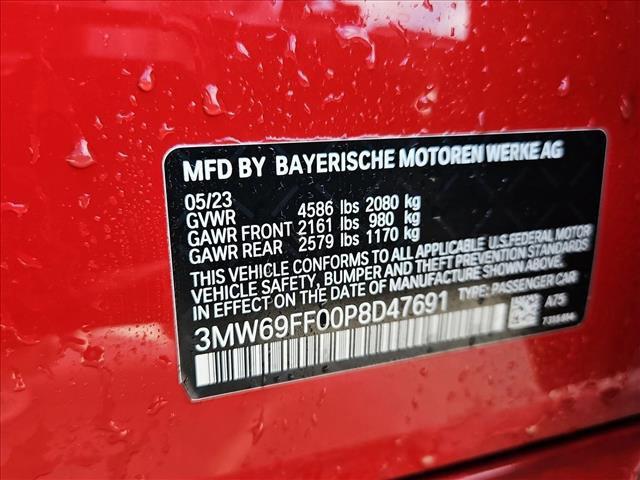 MFD BY BAYERISCHE MOTOREN WERKE AG
05/23
GVWR 4586 lbs 2080 kg
GAWR FRONT 2161 lbs 980 kg
GAWR REAR 2579 lbs 1170 kg
THIS VEHICLE CONFORMS TO ALL APPLICABLE U.S.FEDERAL MOTOR
VEHICLE SAFETY, BUMPER AND THEFT PREVENTION STANDARDS
IN EFFECT ON THE DATE OF MANUFACTURE SHOWN ABOVE.
3MW69FF00P8D47691 TYPE: PASSENGER CAR
A75